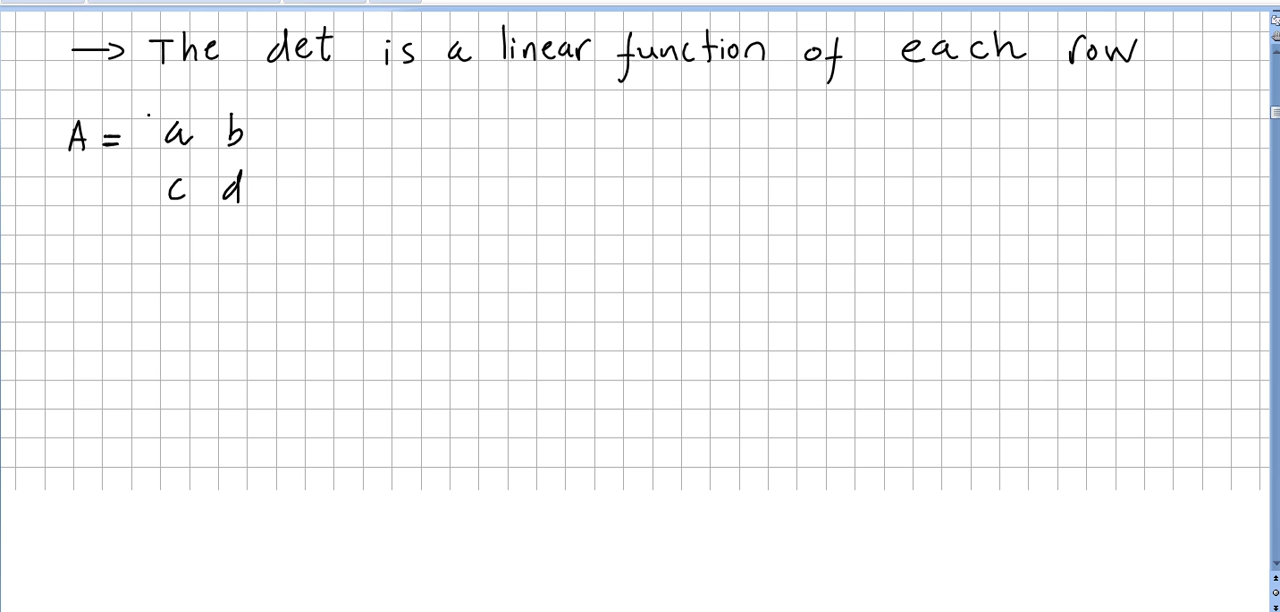 → The det is a linear function of each row
A = a b
c d